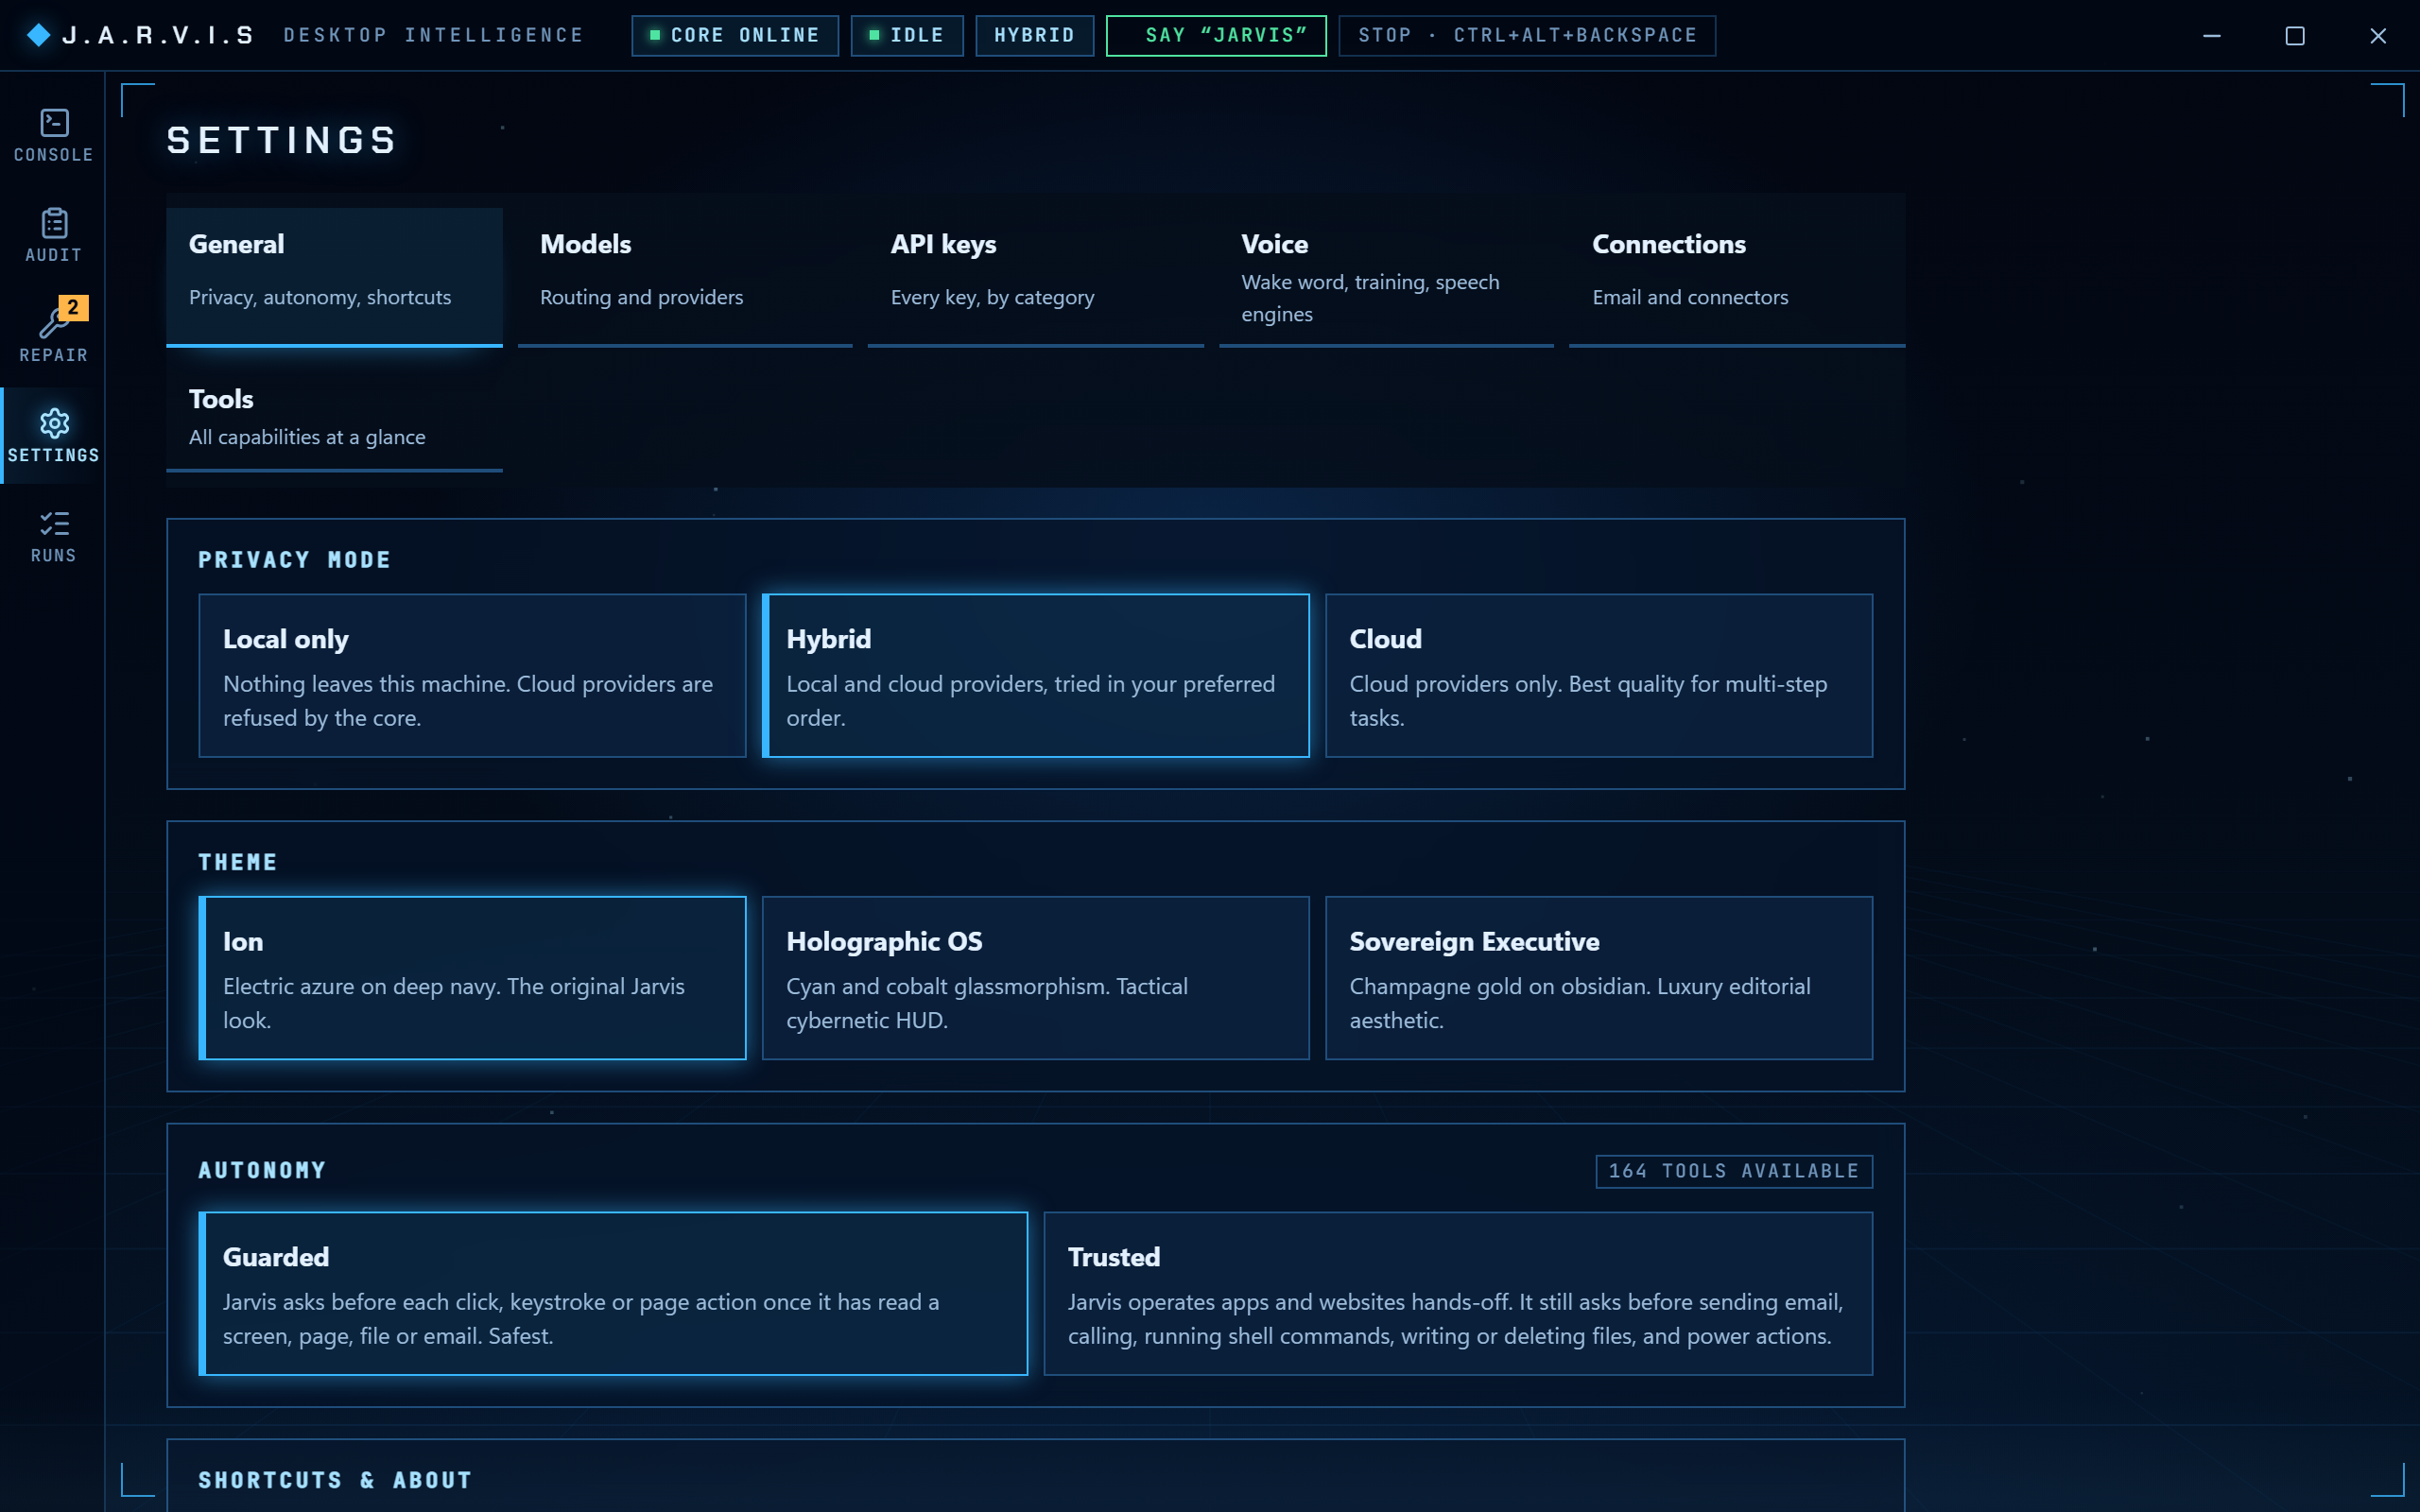 J.A.R.V.I.S DESKTOP INTELLIGENCE CORE ONLINE IDLE HYBRID SAY “JARVIS” STOP · CTRL+ALT+BACKSPACE
CONSOLE
AUDIT
2
REPAIR
SETTINGS
RUNS
SETTINGS
General
Privacy, autonomy, shortcuts
Models
Routing and providers
API keys
Every key, by category
Voice
Wake word, training, speech
engines
Connections
Email and connectors
Tools
All capabilities at a glance
PRIVACY MODE
Local only
Nothing leaves this machine. Cloud providers are
refused by the core.
Hybrid
Local and cloud providers, tried in your preferred
order.
Cloud
Cloud providers only. Best quality for multi-step
tasks.
THEME
Ion
Electric azure on deep navy. The original Jarvis
look.
Holographic OS
Cyan and cobalt glassmorphism. Tactical
cybernetic HUD.
Sovereign Executive
Champagne gold on obsidian. Luxury editorial
aesthetic.
AUTONOMY
164 TOOLS AVAILABLE
Guarded
Jarvis asks before each click, keystroke or page action once it has read a
screen, page, file or email. Safest.
Trusted
Jarvis operates apps and websites hands-off. It still asks before sending email,
calling, running shell commands, writing or deleting files, and power actions.
SHORTCUTS & ABOUT